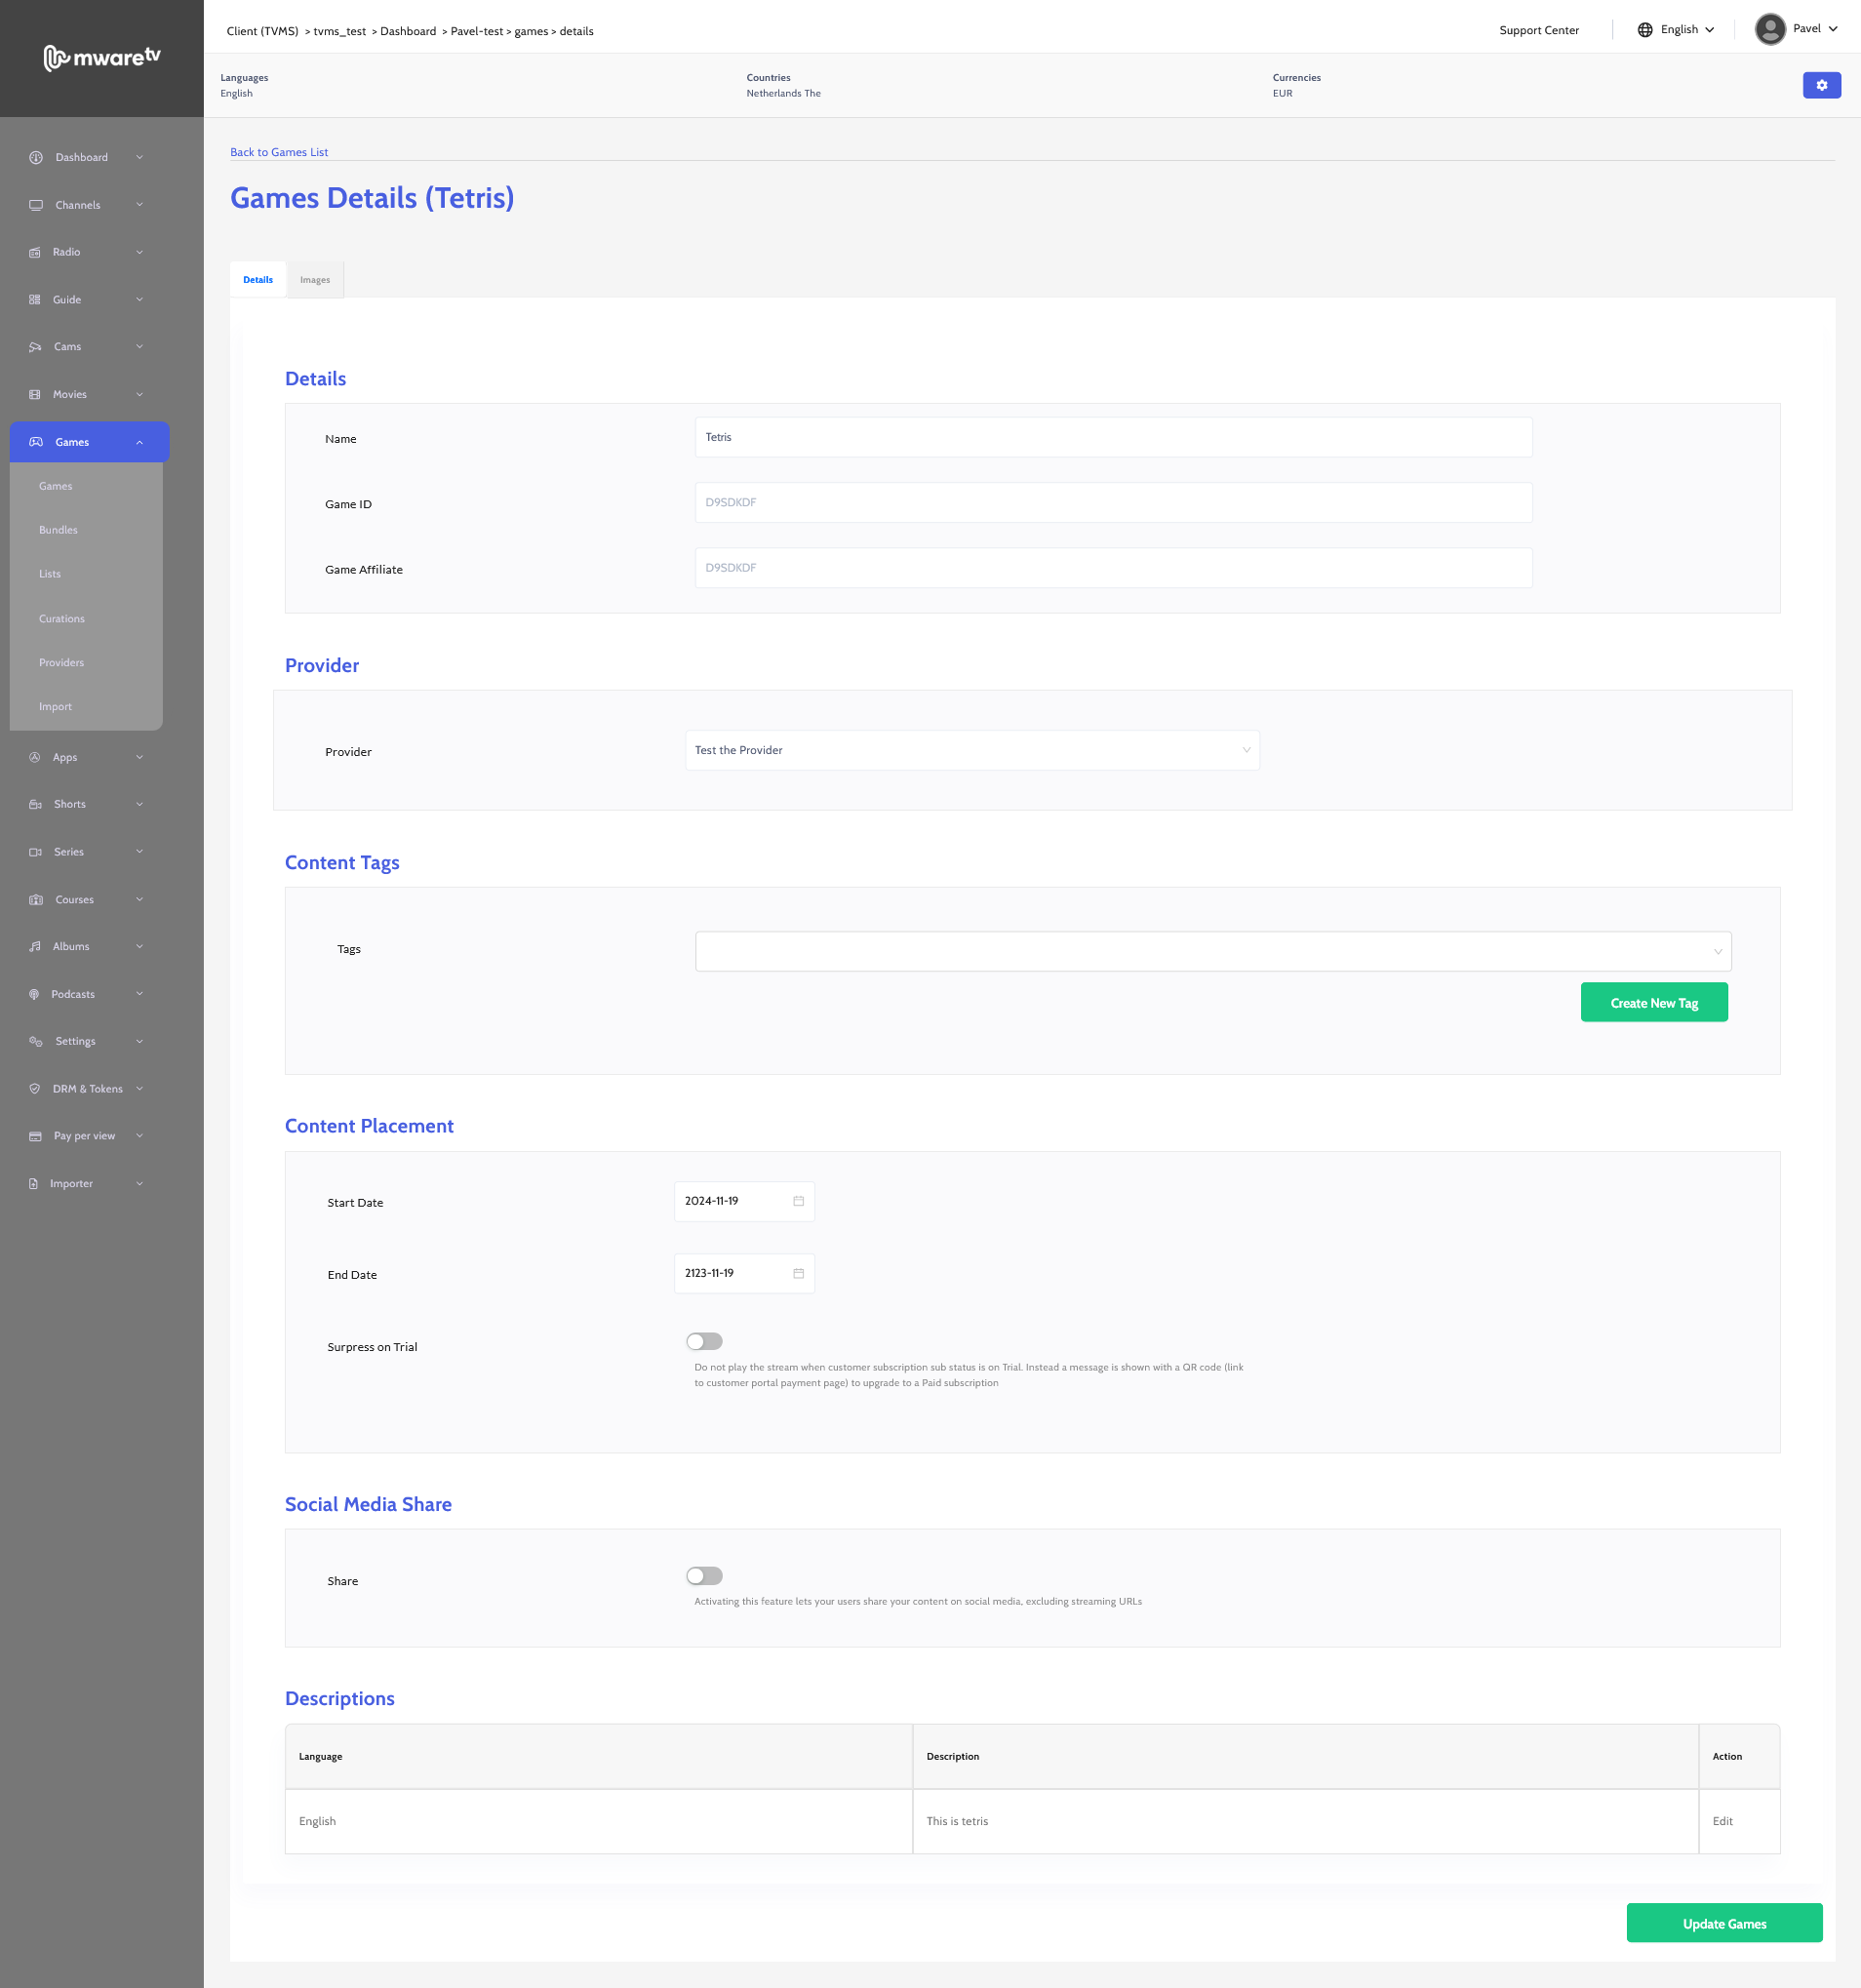 mwaretv
Client (TVMS) > tvms_test > Dashboard > Pavel-test > games > details
Support Center
English
Pavel
Languages
English
Countries
Netherlands The
Currencies
EUR
Dashboard
Channels
Radio
Guide
Cams
Movies
Games
Games
Bundles
Lists
Curations
Providers
Import
Apps
Shorts
Series
Courses
Albums
Podcasts
Settings
DRM & Tokens
Pay per view
Importer
Back to Games List
Games Details (Tetris)
Details
Images
Details
Name
Tetris
Game ID
D9SDKDF
Game Affiliate
D9SDKDF
Provider
Provider
Test the Provider
Content Tags
Tags
Create New Tag
Content Placement
Start Date
2024-11-19
End Date
2123-11-19
Surpress on Trial
Do not play the stream when customer subscription sub status is on Trial. Instead a message is shown with a QR code (link
to customer portal payment page) to upgrade to a Paid subscription
Social Media Share
Share
Activating this feature lets your users share your content on social media, excluding streaming URLs
Descriptions
Language
Description
Action
English
This is tetris
Edit
Update Games